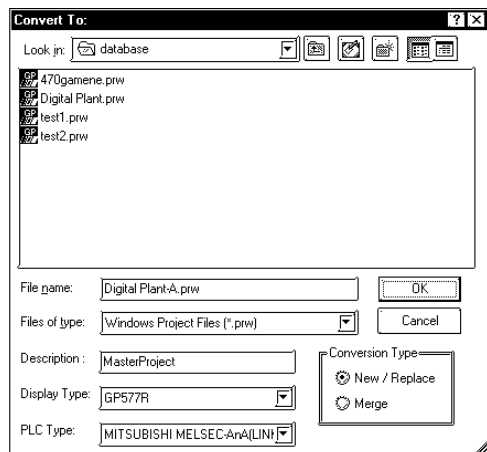 Convert To:
Look in: database
470gamene.prw
Digital Plant.prw
test1.prw
test2.prw
File name: Digital Plant-A.prw OK
Files of type: Windows Project Files (*.prw) Cancel
Description : MasterProject
Conversion Type
New / Replace
Merge
Display Type: GP577R
PLC Type: MITSUBISHI MELSEC-AnA(LINK